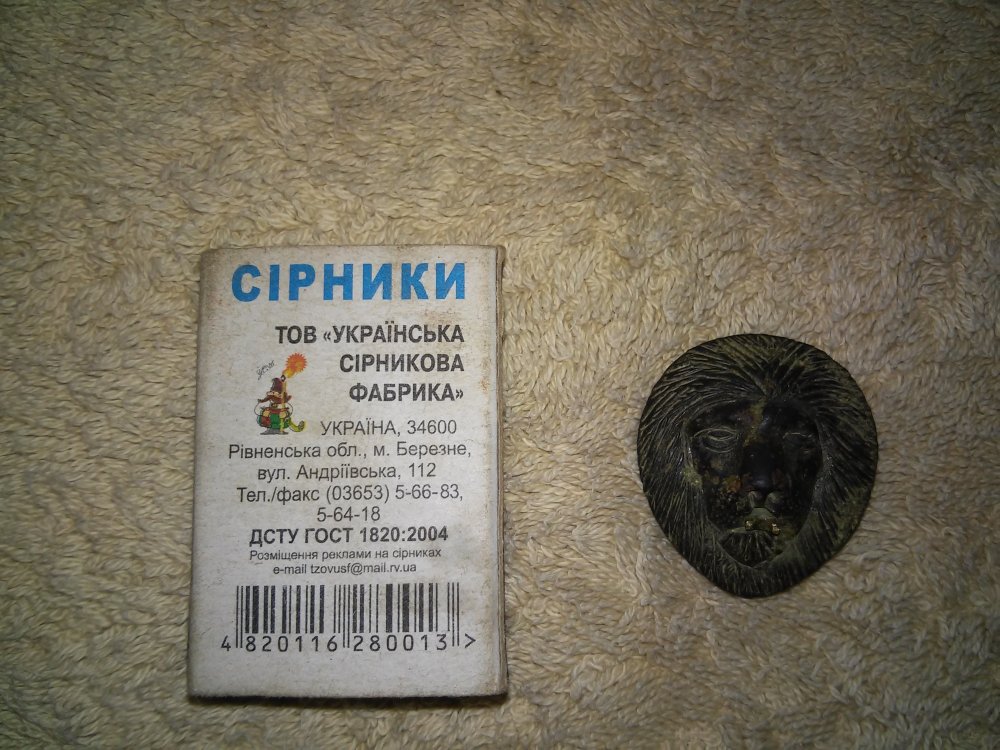 СІРНИКИ
ТОВ «УКРАЇНСЬКА
СІРНИКОВА
ФАБРИКА»
УКРАЇНА, 34600
Рівненська обл., м. Березне,
вул. Андріївська, 112
Тел./факс (03653) 5-66-83,
5-64-18
ДСТУ ГОСТ 1820:2004
Розміщення реклами на сірниках
e-mail tzovusf@mail.rv.ua
4 820116 280013 >